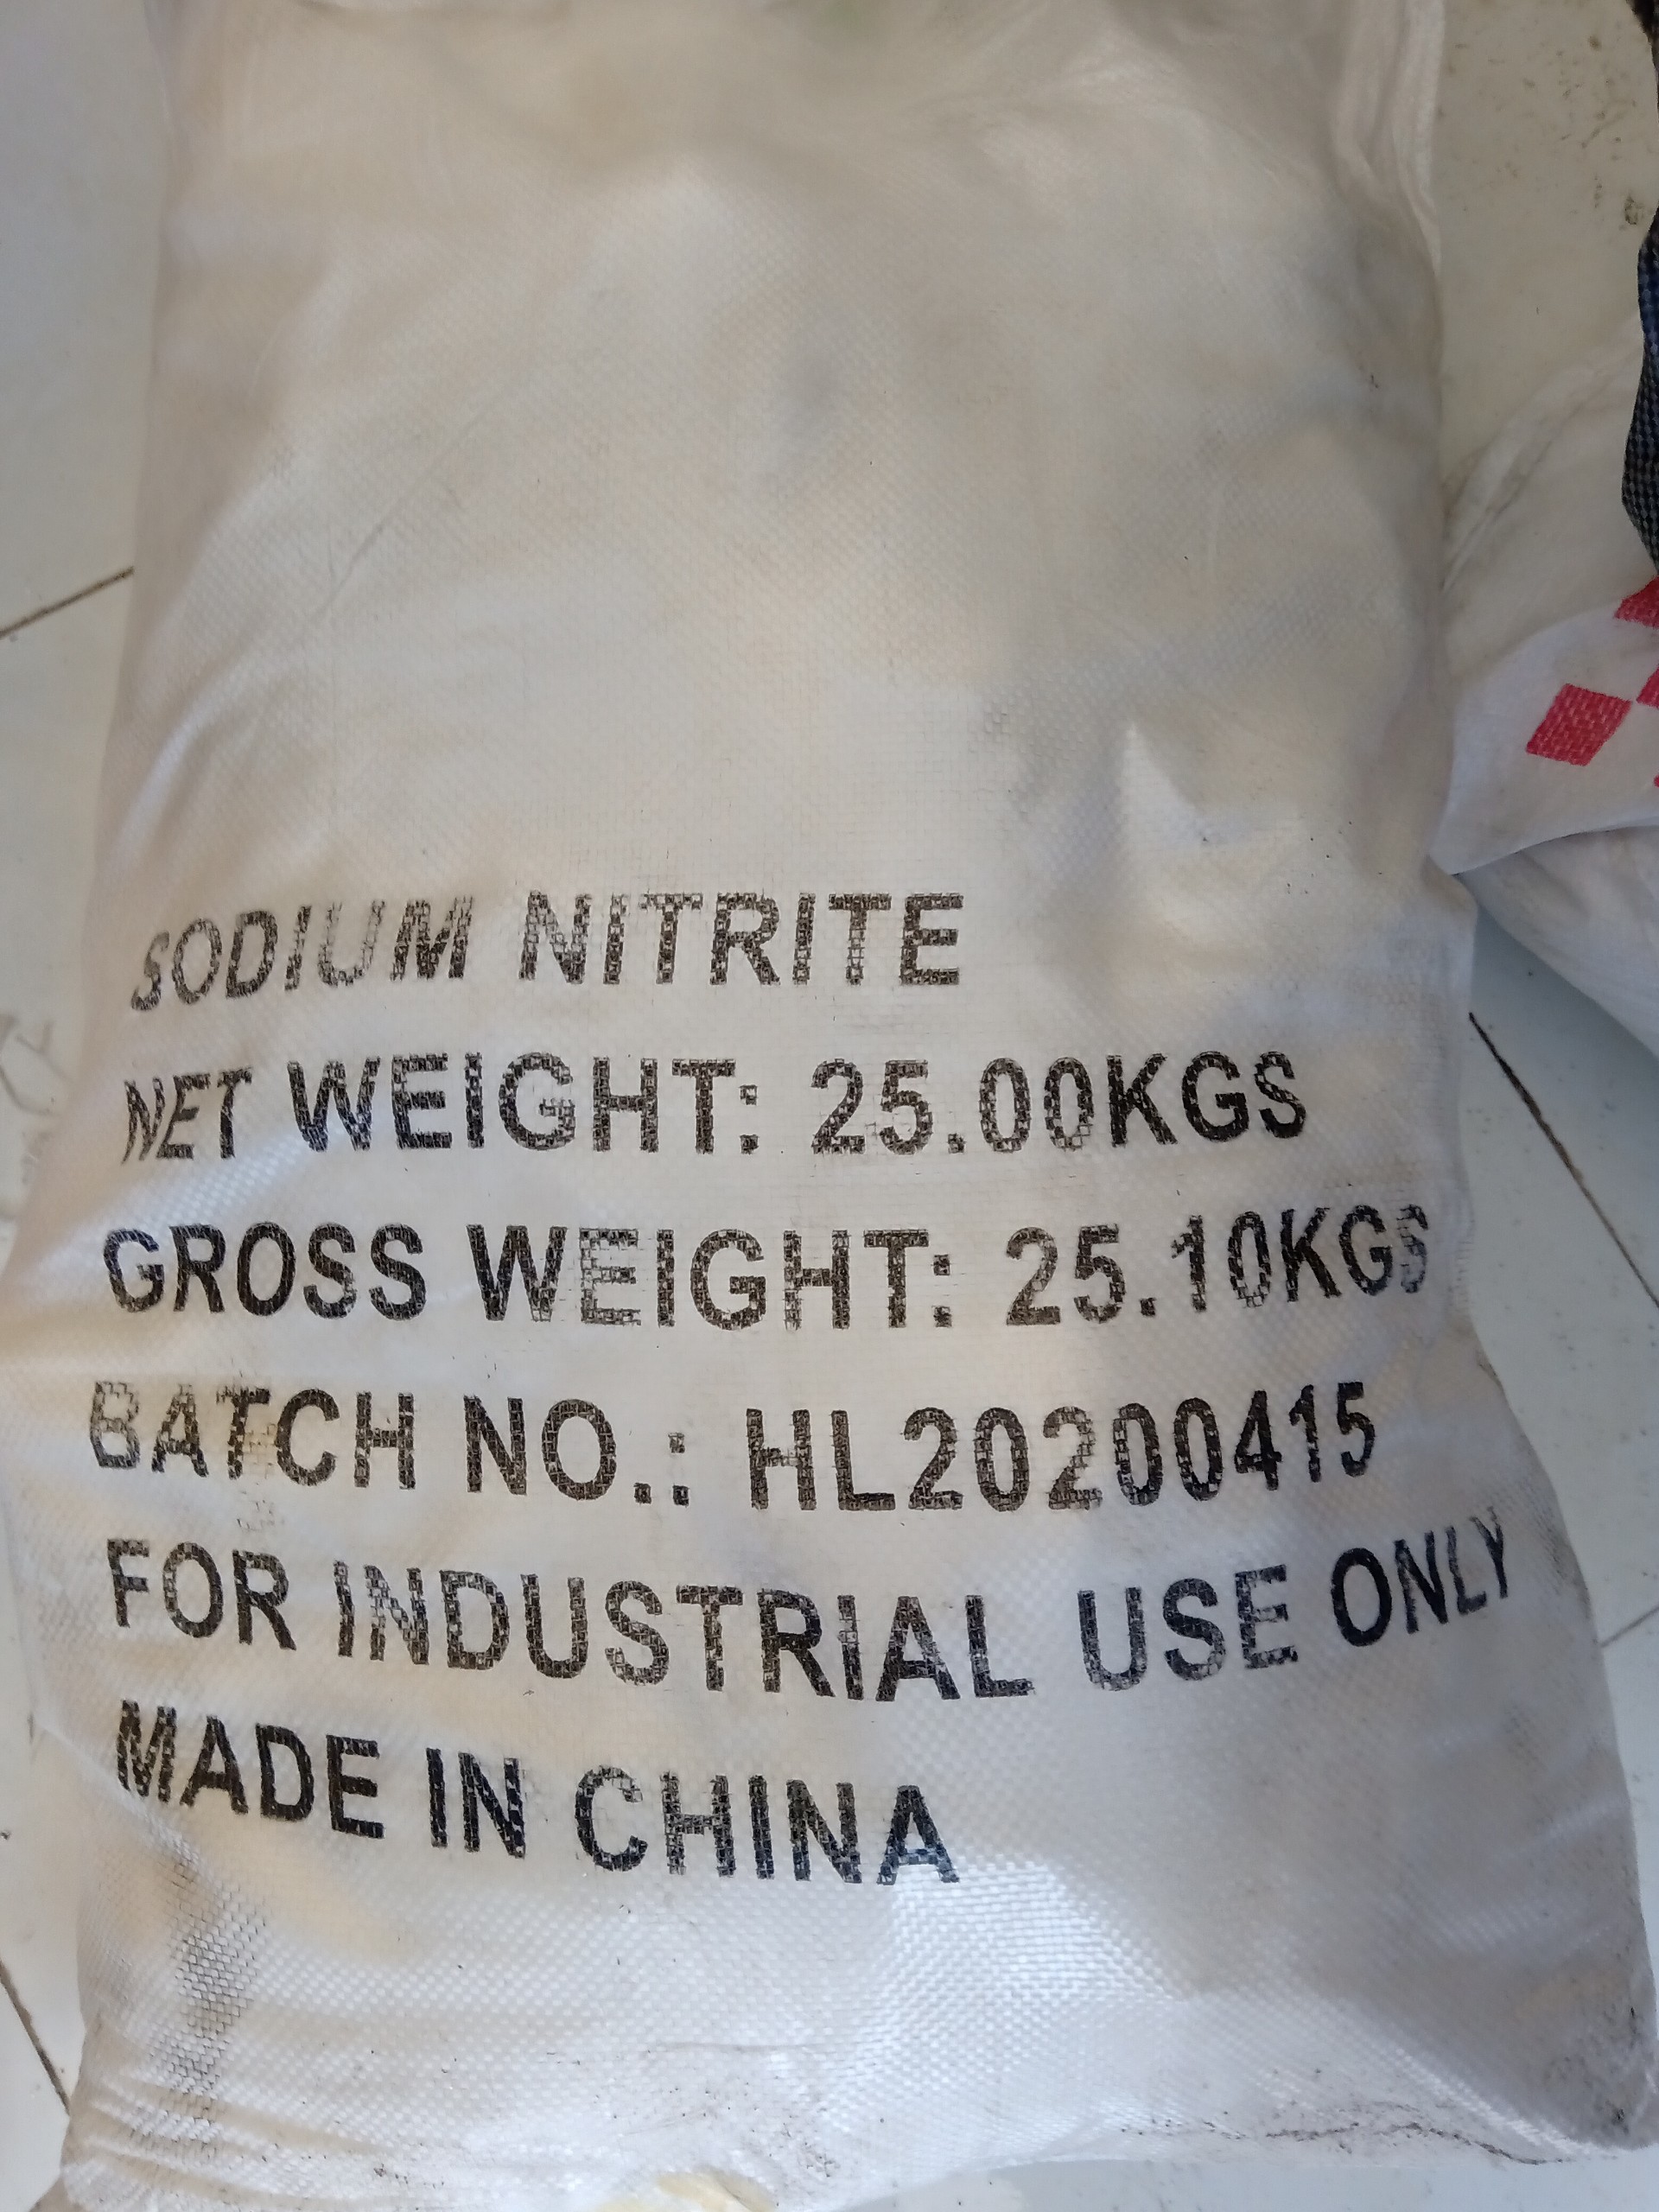 SODIUM NITRITE
NET WEIGHT: 25.00KGS
GROSS WEIGHT: 25.10KGS
BATCH NO.: HL20200415
FOR INDUSTRIAL USE ONLY
MADE IN CHINA